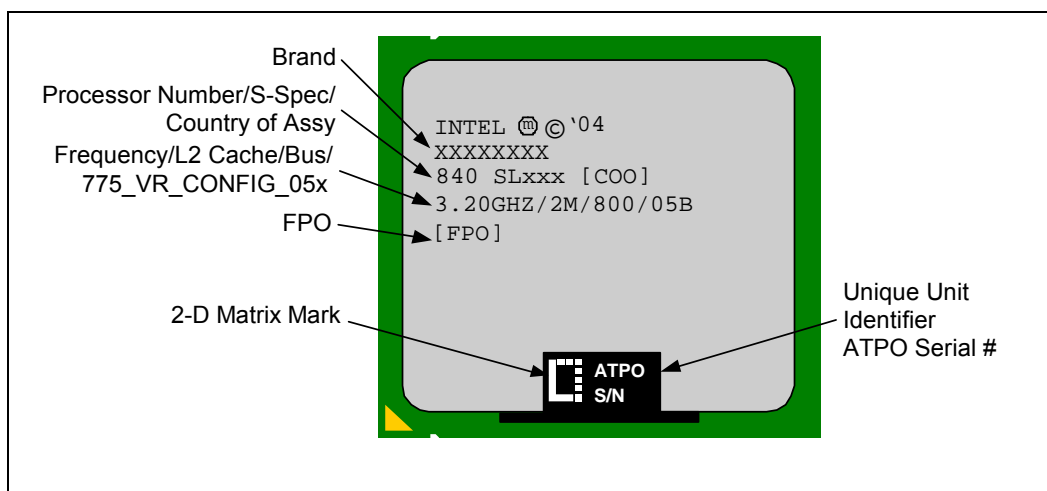 Brand
Processor Number/S-Spec/
Country of Assy
Frequency/L2 Cache/Bus/
775_VR_CONFIG_05x
FPO
2-D Matrix Mark
INTEL ⓜ © ‘04
XXXXXXXX
840 SLxxx [COO]
3.20GHZ/2M/800/05B
[FPO]
ATPO
S/N
Unique Unit
Identifier
ATPO Serial #